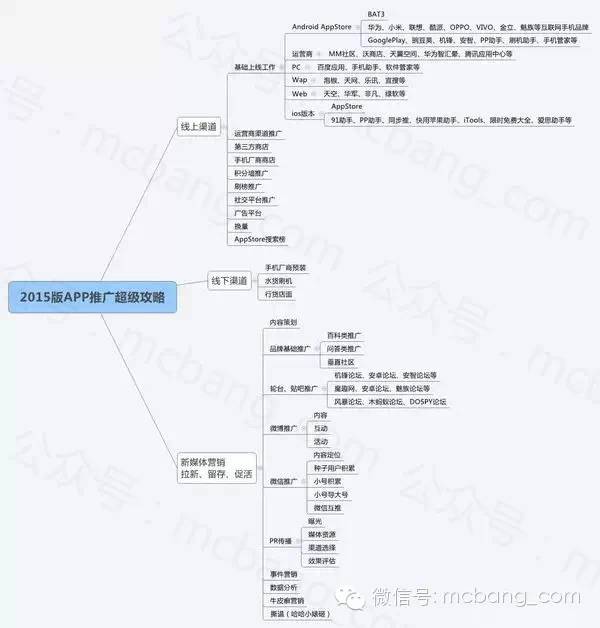 2015版APP推广超级攻略
线上渠道
基础上线工作
Android AppStore
BAT3
华为、小米、联想、酷派、OPPO、VIVO、金立、魅族等互联网手机品牌
GooglePlay、豌豆荚、机锋、安智、PP助手、刷机助手、手机管家等
运营商
MM社区、沃商店、天翼空间、华为智汇云、腾讯应用中心等
PC
百度应用、手机助手、软件管家等
Wap
泡椒、天网、乐讯、宜搜等
Web
天空、华军、非凡、绿软等
ios版本
AppStore
91助手、PP助手、同步推、快用苹果助手、iTools、限时免费大全、爱思助手等
运营商渠道推广
第三方商店
手机厂商商店
积分墙推广
刷榜推广
社交平台推广
广告平台
换量
AppStore搜索榜
线下渠道
手机厂商预装
水货刷机
行货店面
新媒体营销
拉新、留存、促活
内容策划
品牌基础推广
百科类推广
问答类推广
垂直社区
轮台、贴吧推广
机锋论坛、安卓论坛、安智论坛等
魔趣网、安卓论坛、魅族论坛等
风暴论坛、木蚂蚁论坛、DOSPY论坛
微博推广
内容
互动
活动
微信推广
内容定位
种子用户积累
小号积累
小号导大号
微信互推
PR传播
曝光
媒体资源
渠道选择
效果评估
事件营销
数据分析
牛皮癣营销
撕逼（哈哈小婊砸）
微信号: mcbang_com
公众号：mcbang_com